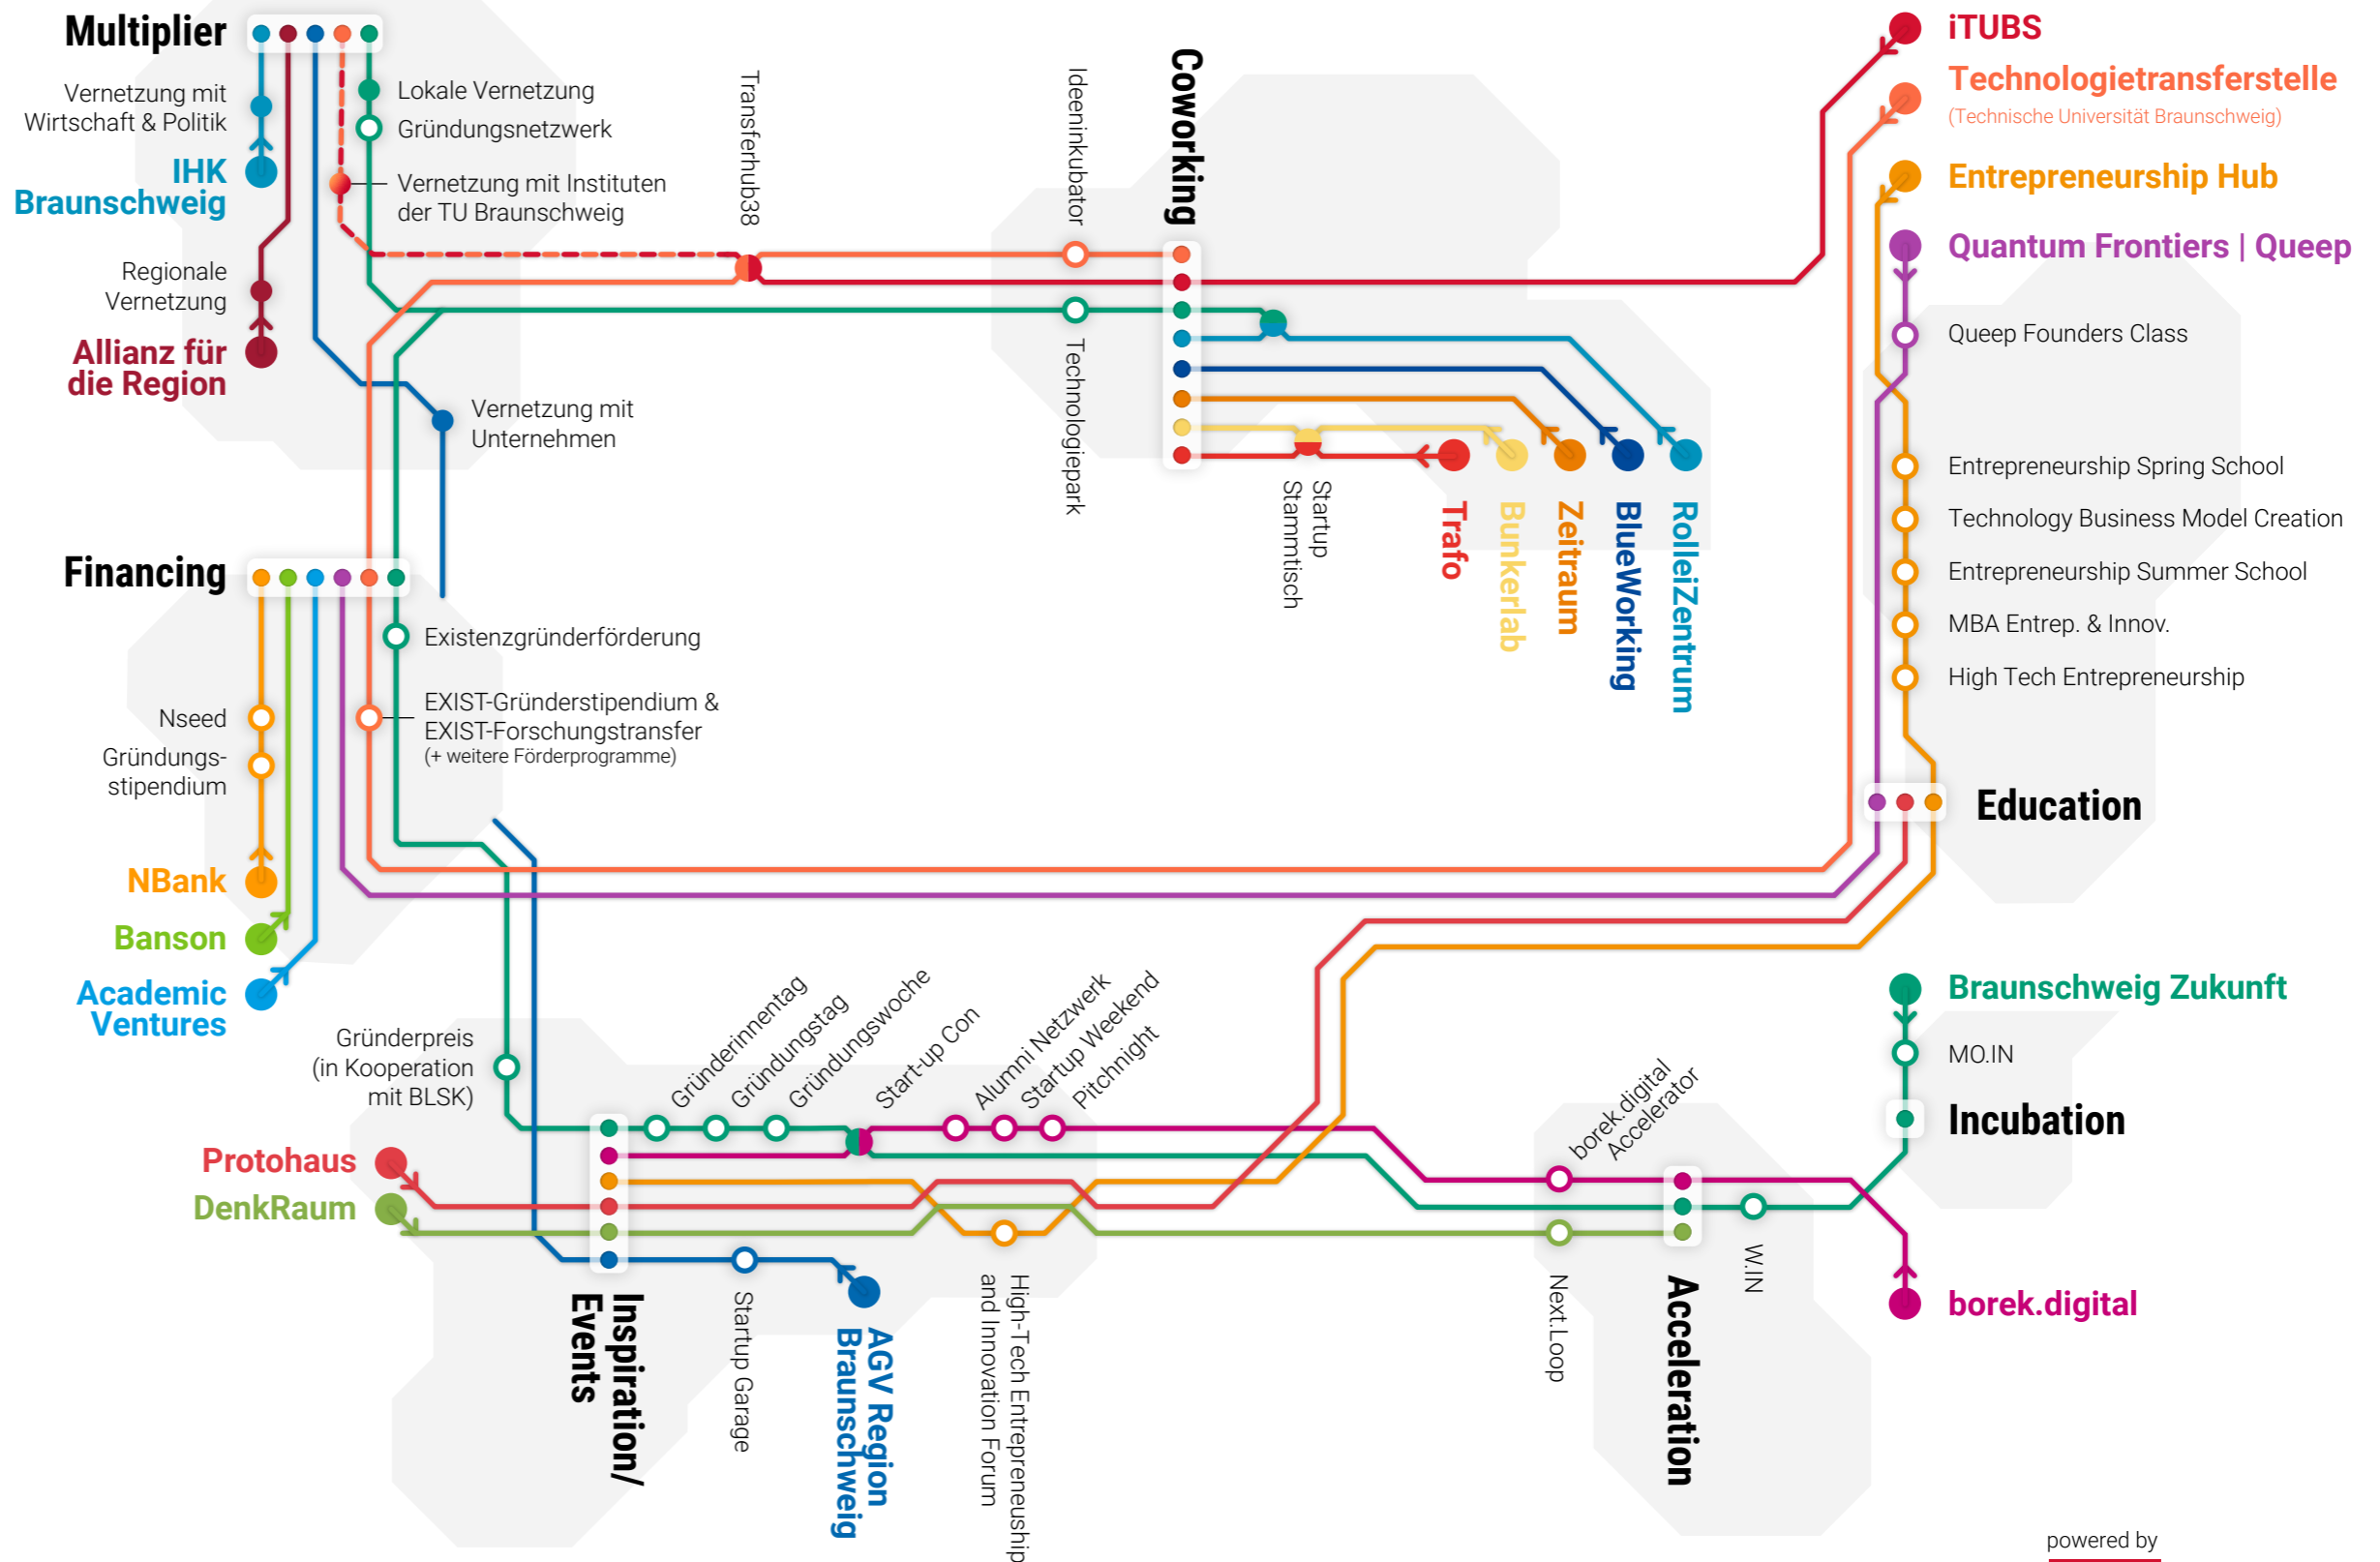 Multiplier
Vernetzung mit
Wirtschaft & Politik
IHK
Braunschweig
Regionale
Vernetzung
Allianz für
die Region
Lokale Vernetzung
Gründungsnetzwerk
Vernetzung mit Instituten
der TU Braunschweig
Vernetzung mit
Unternehmen
Transferhub38
Ideeninkubator
Technologiepark
Coworking
Startup
Stammtisch
Trafo
Bunkerlab
Zeitraum
BlueWorking
RolleiZentrum
iTUBS
Technologietransferstelle
(Technische Universität Braunschweig)
Entrepreneurship Hub
Quantum Frontiers | Queep
Queep Founders Class
Entrepreneurship Spring School
Technology Business Model Creation
Entrepreneurship Summer School
MBA Entrep. & Innov.
High Tech Entrepreneurship
Education
Financing
Existenzgründerförderung
EXIST-Gründerstipendium &
EXIST-Forschungstransfer
(+ weitere Förderprogramme)
Nseed
Gründungs-
stipendium
NBank
Banson
Academic
Ventures
Gründerpreis
(in Kooperation
mit BLSK)
Gründerinnentag
Gründungstag
Gründungswoche
Start-up Con
Alumni Netzwerk
Startup Weekend
Pitchnight
Protohaus
DenkRaum
Inspiration/
Events
Startup Garage
AGV Region
Braunschweig
High-Tech Entrepreneuship
and Innovation Forum
borek.digital
Accelerator
Next.Loop
Acceleration
W.IN
Braunschweig Zukunft
MO.IN
Incubation
borek.digital
powered by